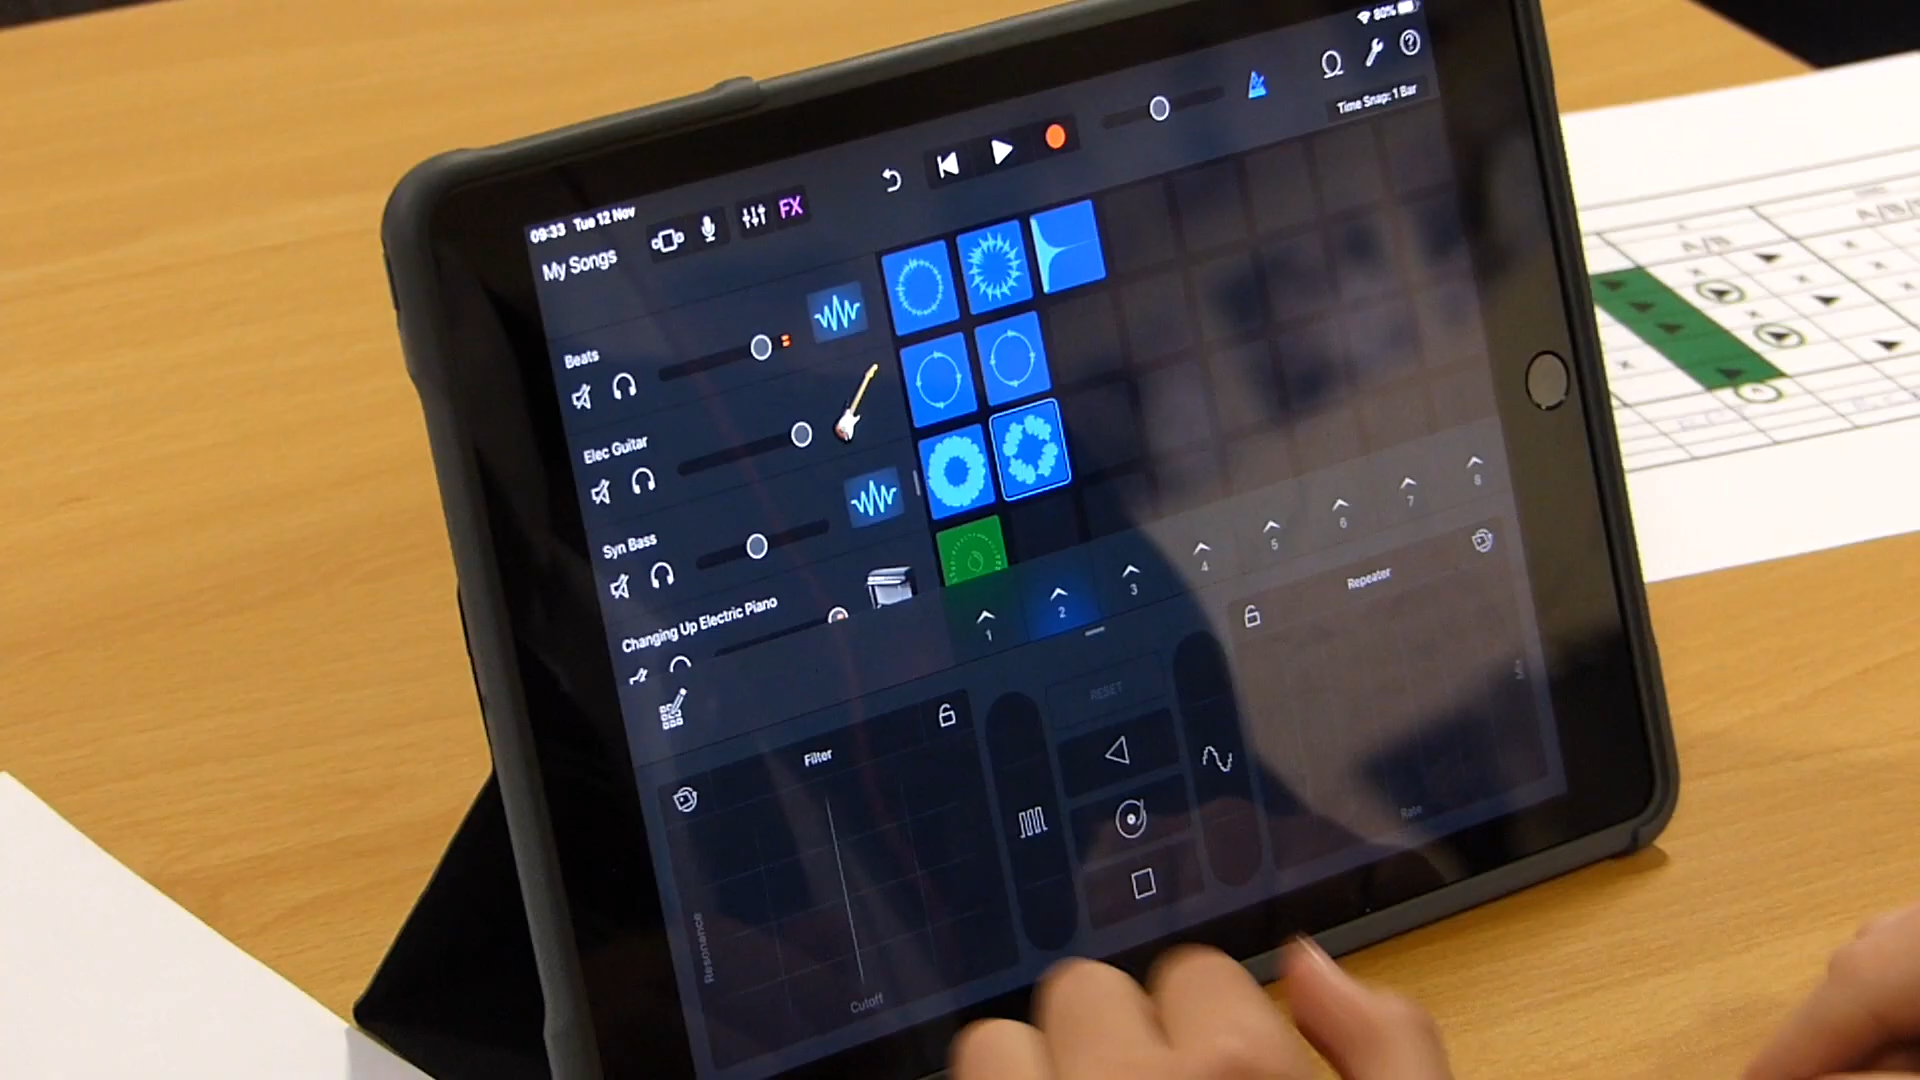 80%
09:33 Tue 12 Nov
My Songs
FX
Time Snap: 1 Bar
Beats
Elec Guitar
Syn Bass
Changing Up Electric Piano
1
2
3
4
5
6
7
8
Filter
RESET
Repeater
Resonance
Cutoff
Rate
A/B